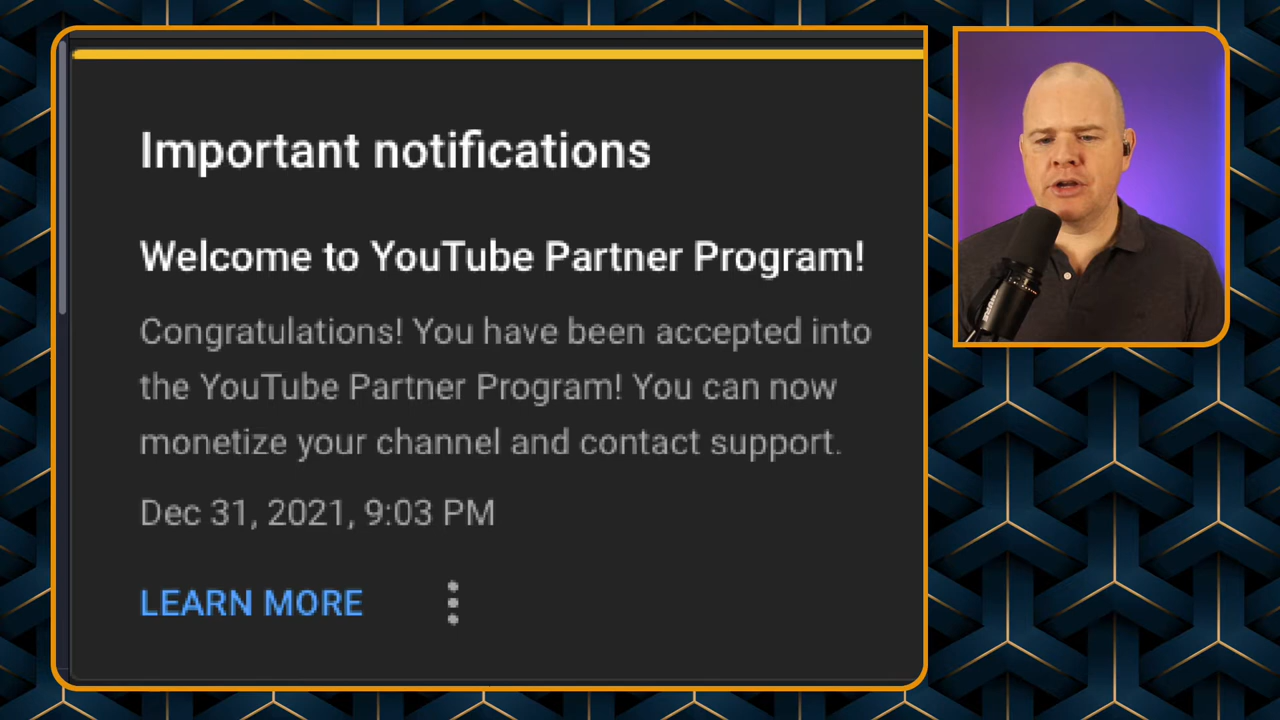 Important notifications
Welcome to YouTube Partner Program!
Congratulations! You have been accepted into
the YouTube Partner Program! You can now
monetize your channel and contact support.
Dec 31, 2021, 9:03 PM
LEARN MORE